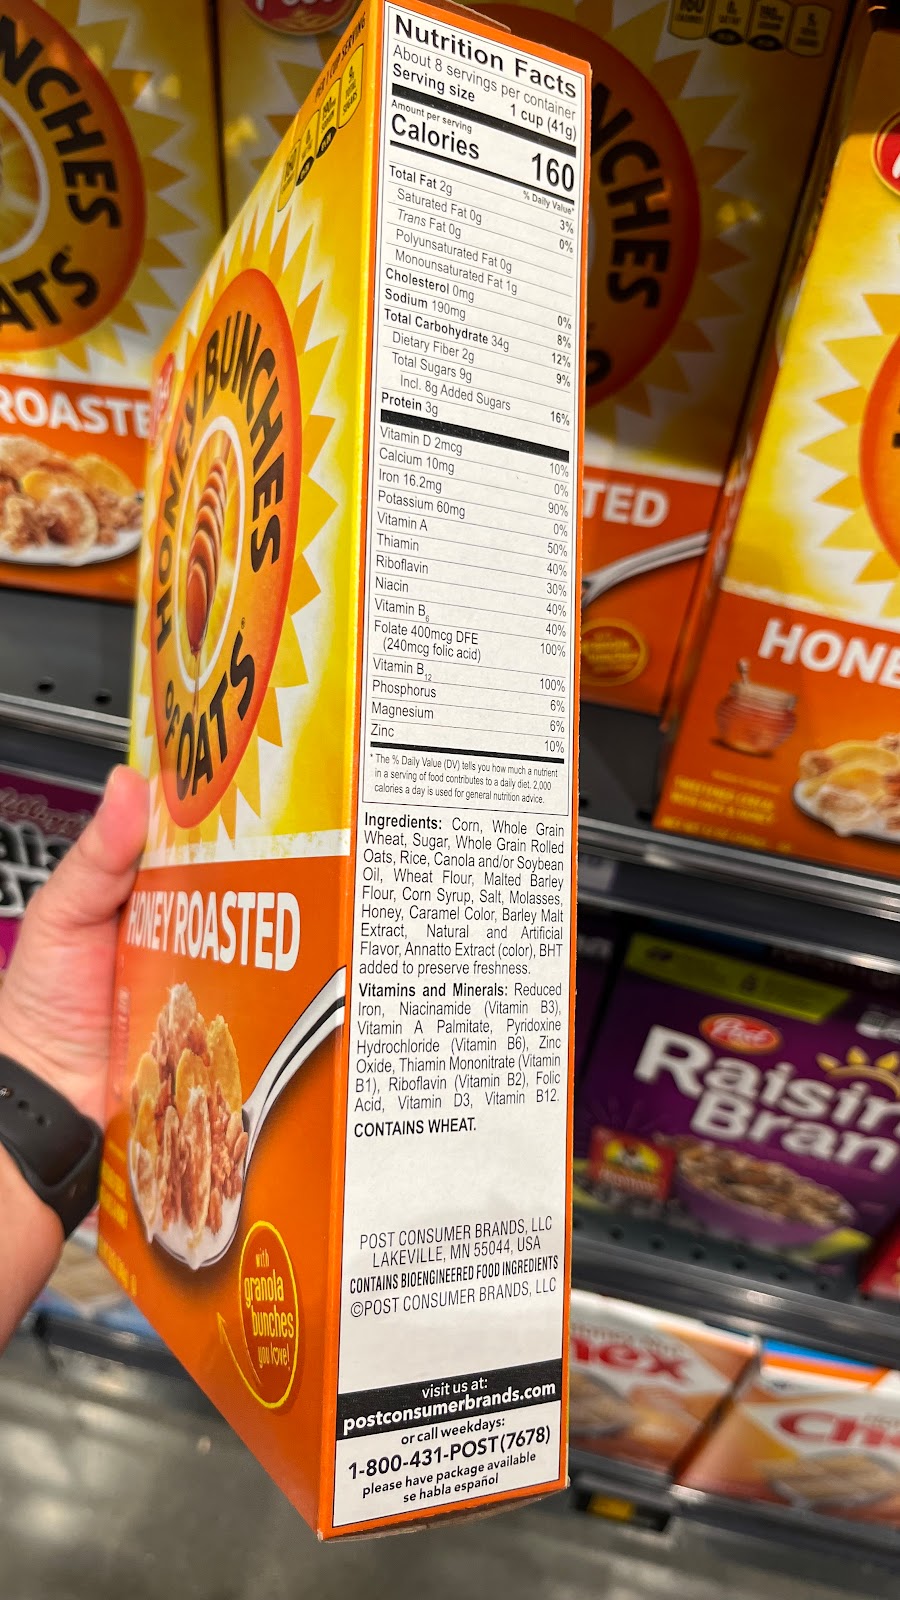 Nutrition Facts
About 8 servings per container
Serving size 1 cup (41g)
Amount per serving
Calories 160
% Daily Value*
Total Fat 2g 3%
Saturated Fat 0g 0%
Trans Fat 0g
Polyunsaturated Fat 0g
Monounsaturated Fat 1g
Cholesterol 0mg 0%
Sodium 190mg 8%
Total Carbohydrate 34g 12%
Dietary Fiber 2g 9%
Total Sugars 9g
Incl. 8g Added Sugars 16%
Protein 3g
Vitamin D 2mcg 10%
Calcium 10mg 0%
Iron 16.2mg 90%
Potassium 60mg 0%
Vitamin A 50%
Thiamin 40%
Riboflavin 30%
Niacin 40%
Vitamin B6 40%
Folate 400mcg DFE 100%
(240mcg folic acid)
Vitamin B12 100%
Phosphorus 6%
Magnesium 6%
Zinc 10%
* The % Daily Value (DV) tells you how much a nutrient
in a serving of food contributes to a daily diet. 2,000
calories a day is used for general nutrition advice.
Ingredients: Corn, Whole Grain
Wheat, Sugar, Whole Grain Rolled
Oats, Rice, Canola and/or Soybean
Oil, Wheat Flour, Malted Barley
Flour, Corn Syrup, Salt, Molasses,
Honey, Caramel Color, Barley Malt
Extract, Natural and Artificial
Flavor, Annatto Extract (color), BHT
added to preserve freshness.
Vitamins and Minerals: Reduced
Iron, Niacinamide (Vitamin B3),
Vitamin A Palmitate, Pyridoxine
Hydrochloride (Vitamin B6), Zinc
Oxide, Thiamin Mononitrate (Vitamin
B1), Riboflavin (Vitamin B2), Folic
Acid, Vitamin D3, Vitamin B12.
CONTAINS WHEAT.
POST CONSUMER BRANDS, LLC
LAKEVILLE, MN 55044, USA
CONTAINS BIOENGINEERED FOOD INGREDIENTS
©POST CONSUMER BRANDS, LLC
visit us at:
postconsumerbrands.com
or call weekdays:
1-800-431-POST (7678)
please have package available
se habla español
PER 1 CUP SERVING
HONEY BUNCHES
OF OATS
HONEY ROASTED
with
granola
bunches
you love!
NCHES
ATS
ROASTE
NCHES
TED
HONE
Post
Raisin
Bran
nex
Ch